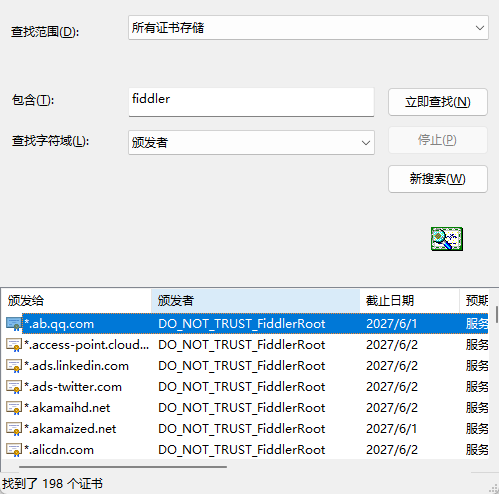 查找范围(D): 所有证书存储
包含(T): fiddler 立即查找(N)
查找字符域(L): 颁发者 停止(P)
新搜索(W)
颁发给 颁发者 截止日期 预期
*.ab.qq.com DO_NOT_TRUST_FiddlerRoot 2027/6/1 服务
*.access-point.cloud... DO_NOT_TRUST_FiddlerRoot 2027/6/2 服务
*.ads.linkedin.com DO_NOT_TRUST_FiddlerRoot 2027/6/2 服务
*.ads-twitter.com DO_NOT_TRUST_FiddlerRoot 2027/6/2 服务
*.akamaihd.net DO_NOT_TRUST_FiddlerRoot 2027/6/2 服务
*.akamaized.net DO_NOT_TRUST_FiddlerRoot 2027/6/1 服务
*.alicdn.com DO_NOT_TRUST_FiddlerRoot 2027/6/2 服务
找到了 198 个证书